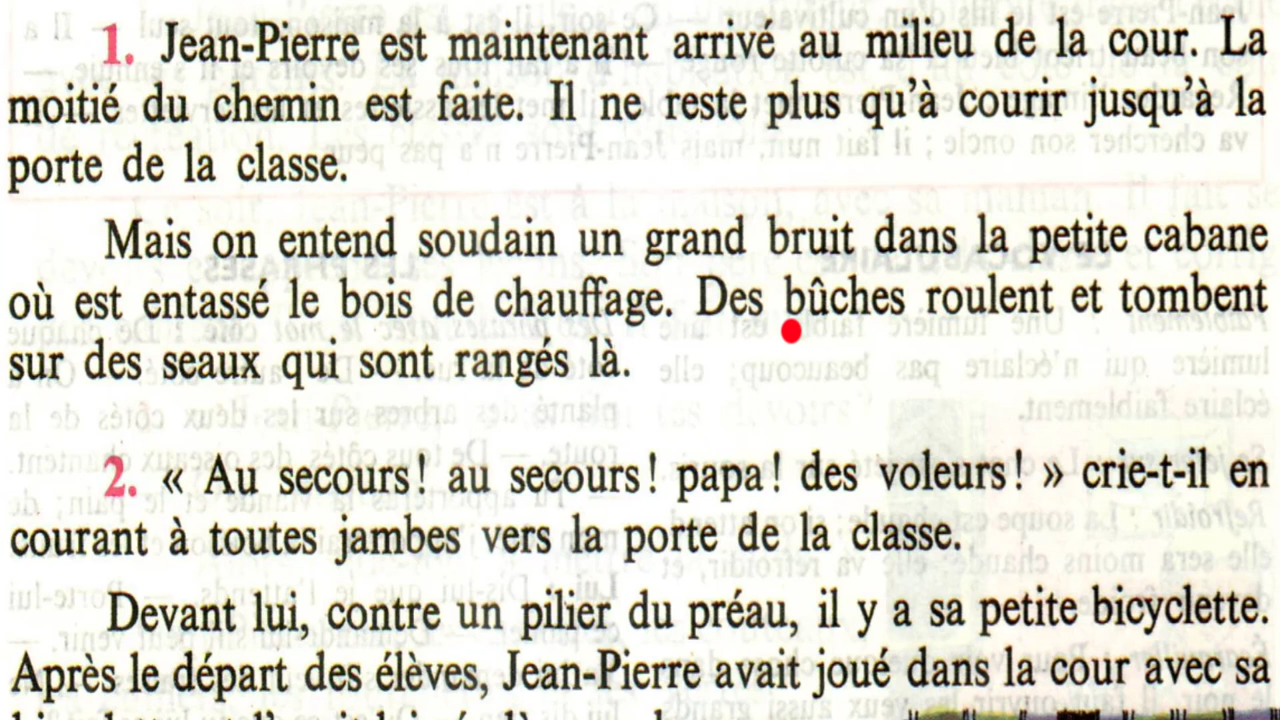 1. Jean-Pierre est maintenant arrivé au milieu de la cour. La
moitié du chemin est faite. Il ne reste plus qu'à courir jusqu'à la
porte de la classe.
Mais on entend soudain un grand bruit dans la petite cabane
où est entassé le bois de chauffage. Des bûches roulent et tombent
sur des seaux qui sont rangés là.
2. « Au secours! au secours! papa! des voleurs! » crie-t-il en
courant à toutes jambes vers la porte de la classe.
Devant lui, contre un pilier du préau, il y a sa petite bicyclette.
Après le départ des élèves, Jean-Pierre avait joué dans la cour avec sa